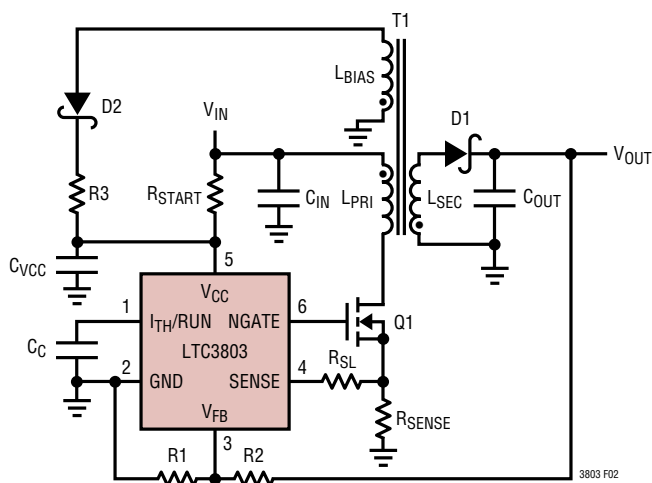 T1
LBIAS
D2
VIN
D1
VOUT
R3
RSTART
CIN
LPRI
LSEC
COUT
CVCC
5
VCC
1
ITH/RUN
NGATE
6
Q1
LTC3803
CC
2
GND
SENSE
4
RSL
VFB
RSENSE
3
R1
R2
3803 F02